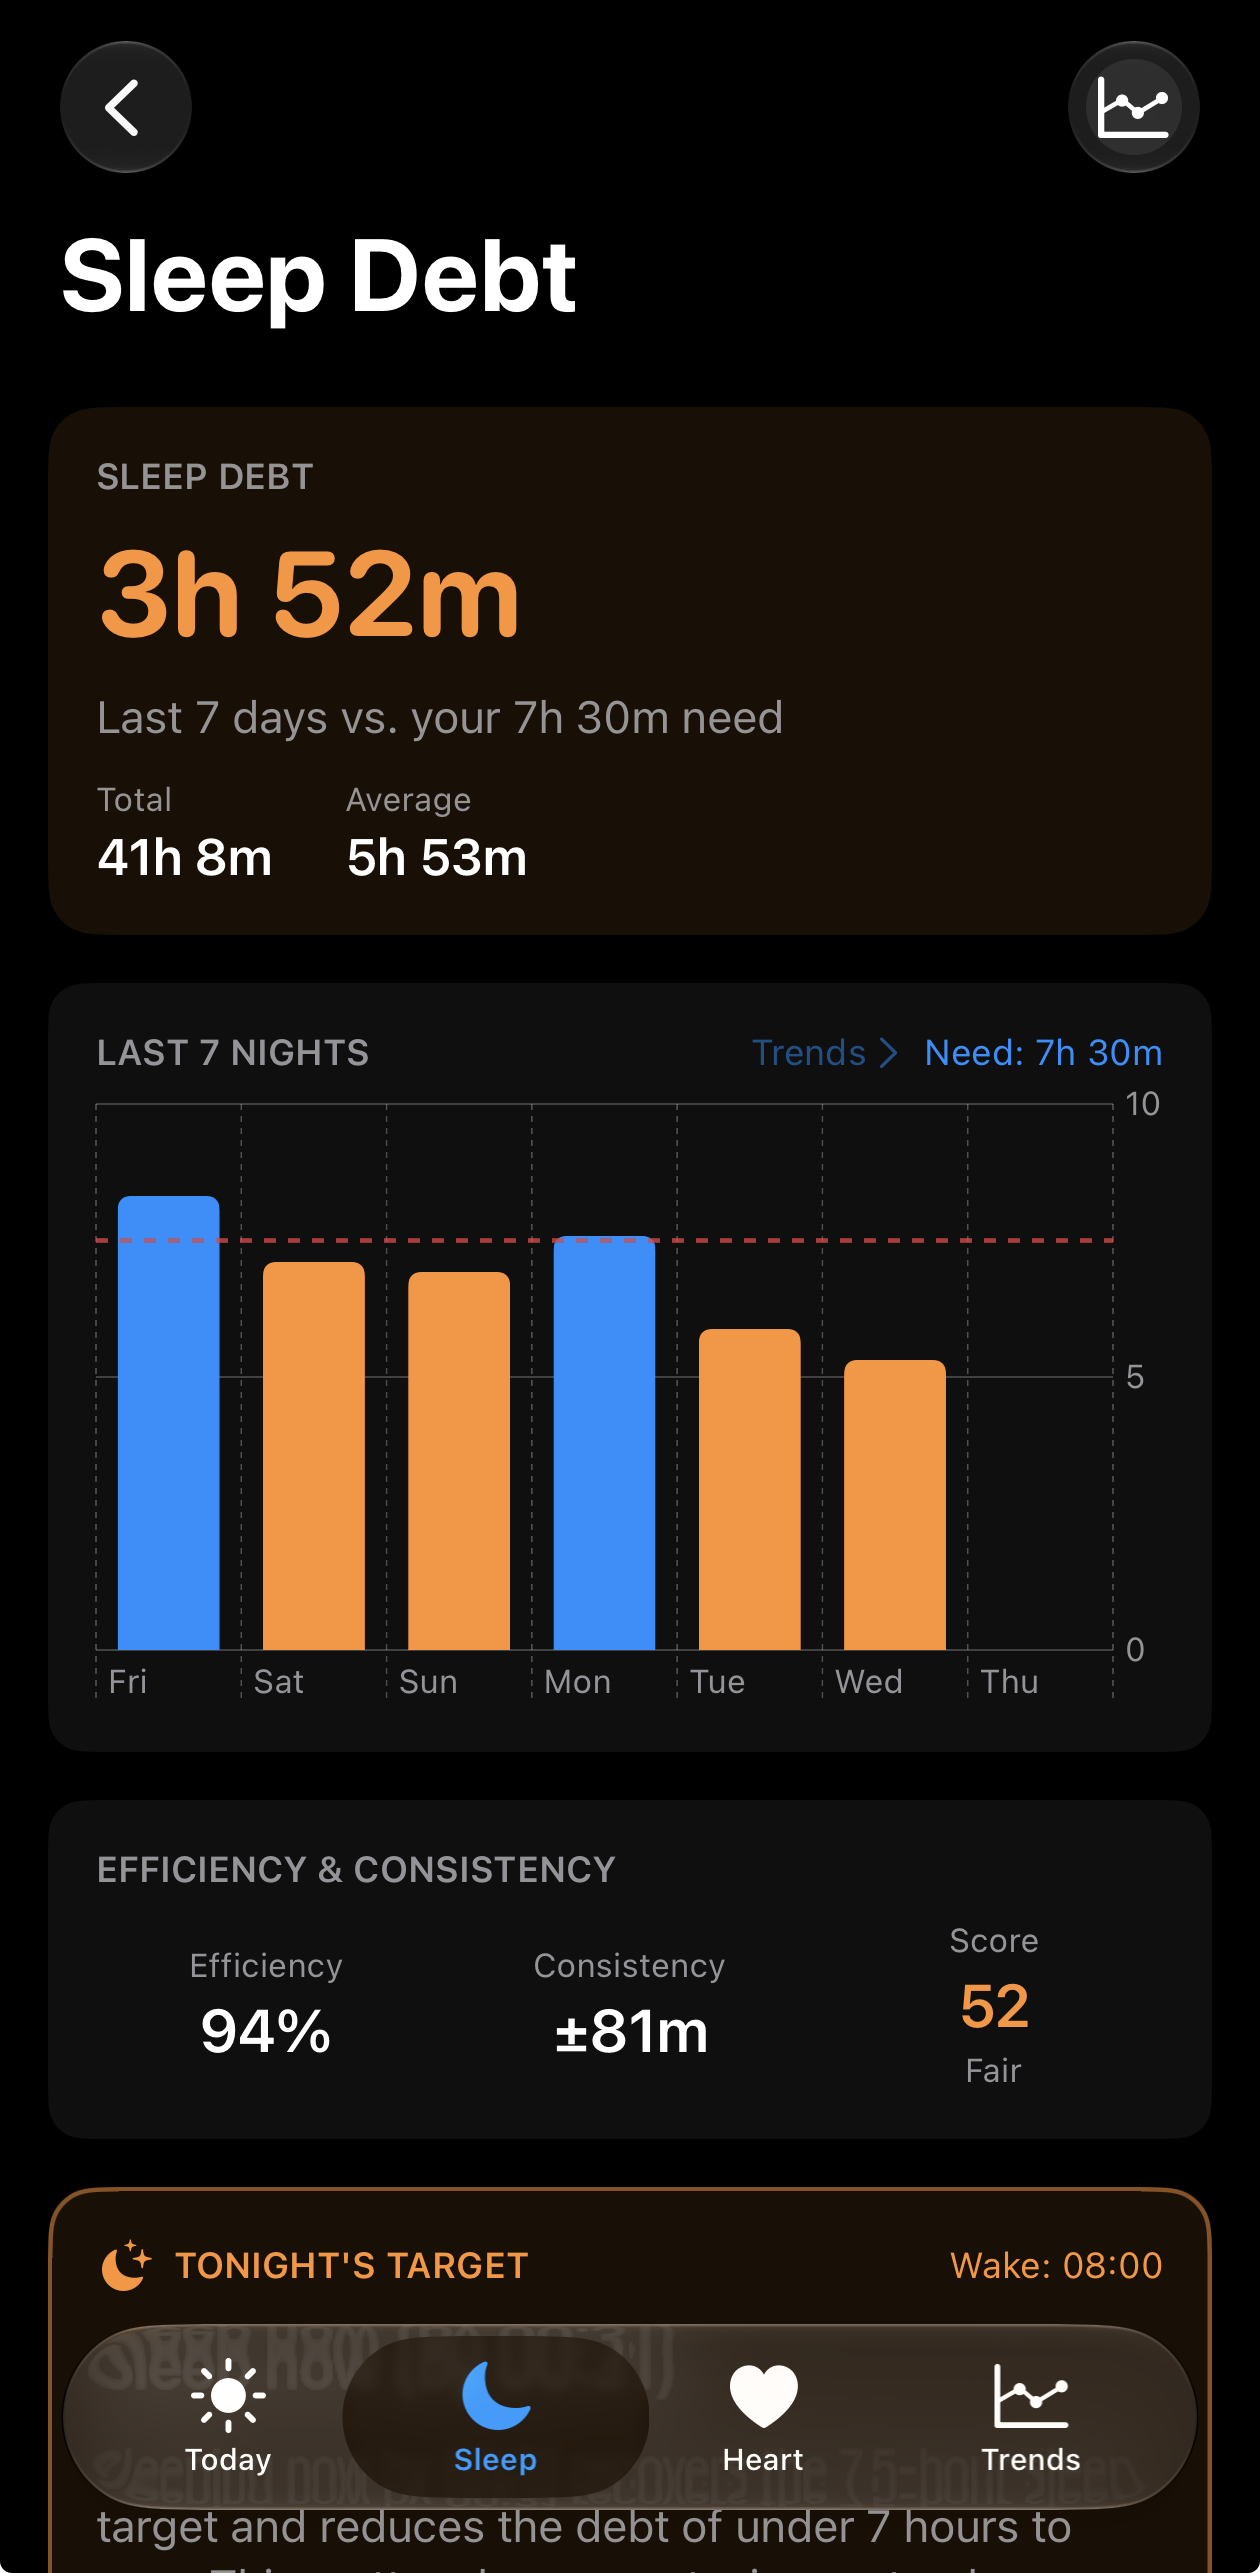 Sleep Debt
SLEEP DEBT
3h 52m
Last 7 days vs. your 7h 30m need
Total Average
41h 8m 5h 53m
LAST 7 NIGHTS Trends Need: 7h 30m
10
5
0
Fri Sat Sun Mon Tue Wed Thu
EFFICIENCY & CONSISTENCY
Efficiency Consistency Score
94% ±81m 52
Fair
TONIGHT'S TARGET Wake: 08:00
Sleep now
Today Sleep Heart Trends
target and reduces the debt of under 7 hours to